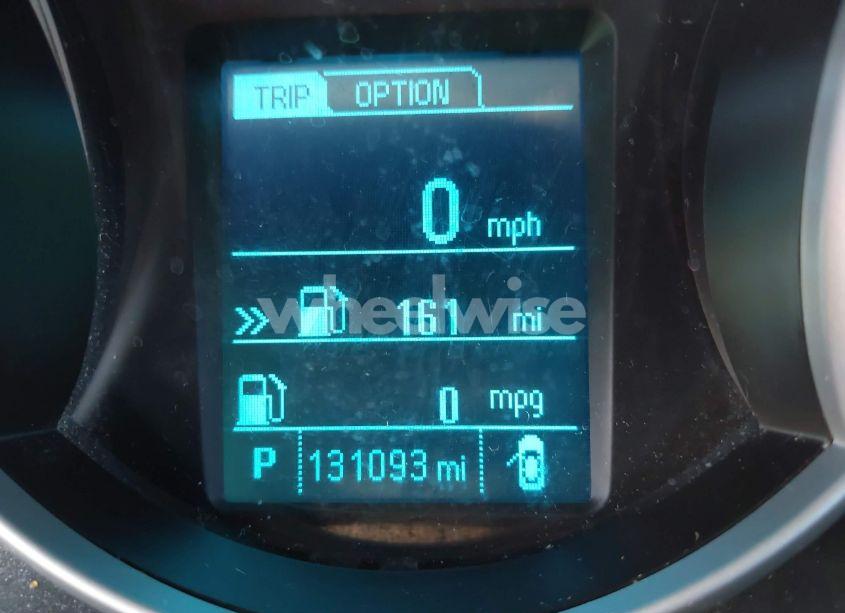 TRIP OPTION
0 mph
161 mi
wheelwise
0 mpg
P 131093 mi